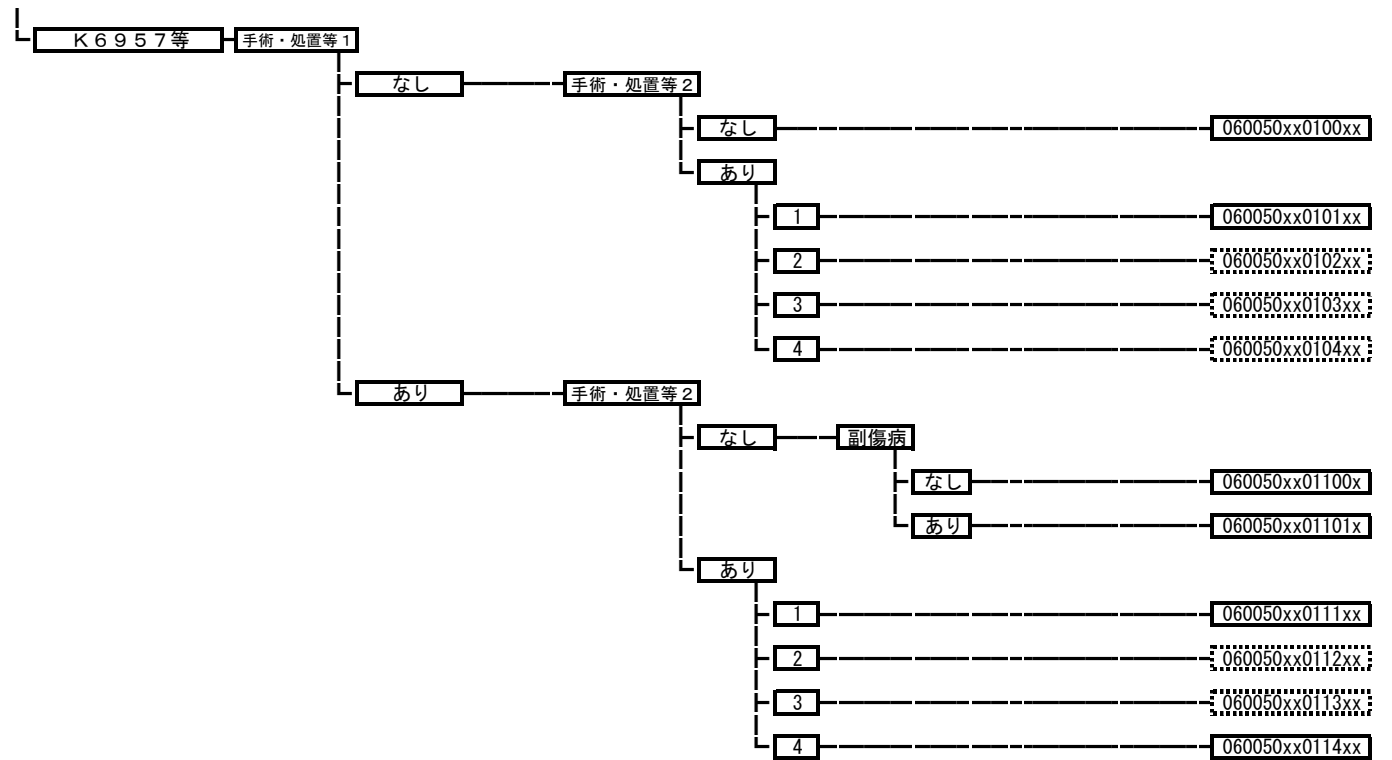 K6957等 手術・処置等1
なし 手術・処置等2
なし 060050xx0100xx
あり
1 060050xx0101xx
2 060050xx0102xx
3 060050xx0103xx
4 060050xx0104xx
あり 手術・処置等2
なし 副傷病
なし 060050xx01100x
あり 060050xx01101x
あり
1 060050xx0111xx
2 060050xx0112xx
3 060050xx0113xx
4 060050xx0114xx